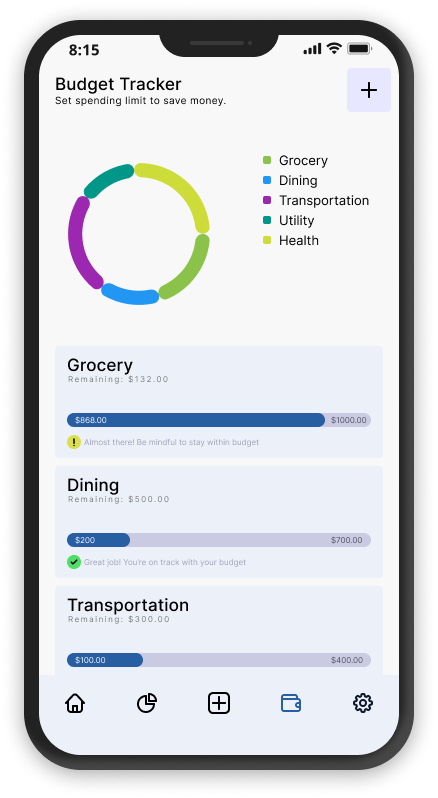 8:15
Budget Tracker
Set spending limit to save money.
Grocery
Dining
Transportation
Utility
Health
Grocery
Remaining: $132.00
$868.00 $1000.00
Almost there! Be mindful to stay within budget
Dining
Remaining: $500.00
$200 $700.00
Great job! You're on track with your budget
Transportation
Remaining: $300.00
$100.00 $400.00